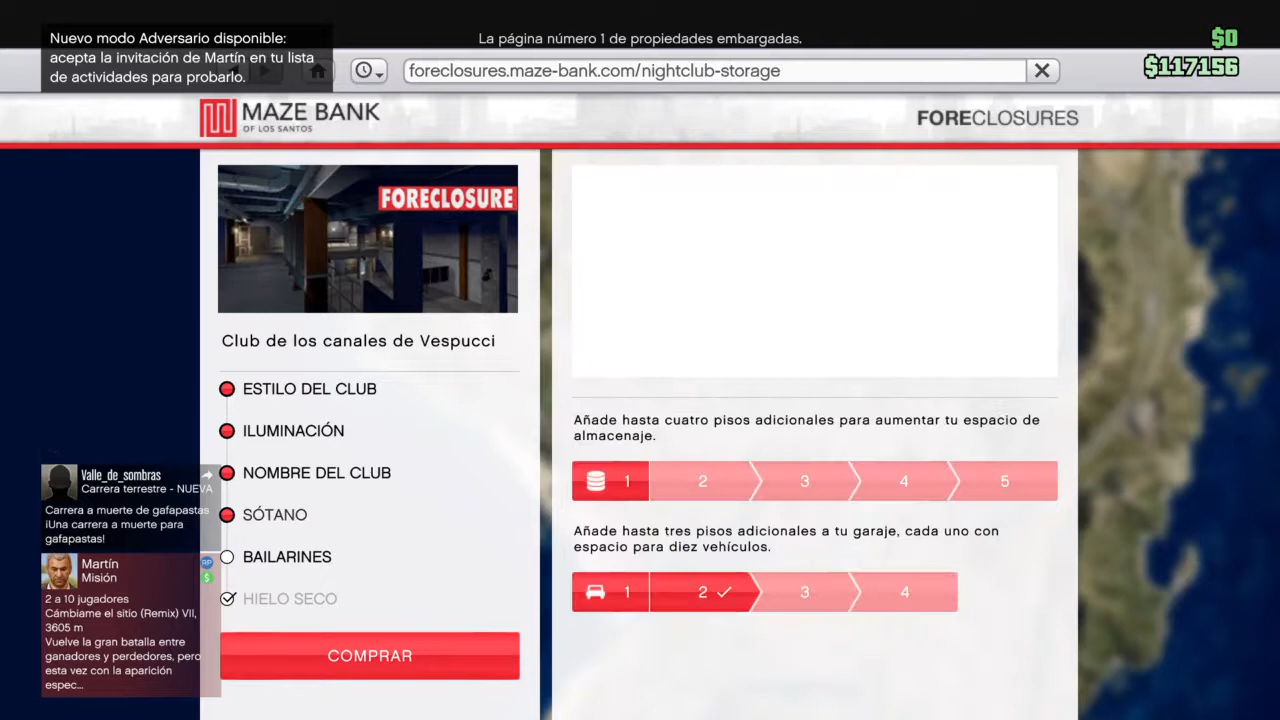 Nuevo modo Adversario disponible:
acepta la invitación de Martín en tu lista
de actividades para probarlo.
La página número 1 de propiedades embargadas.
$0
$117156
foreclosures.maze-bank.com/nightclub-storage
MAZE BANK
OF LOS SANTOS
FORECLOSURES
FORECLOSURE
Club de los canales de Vespucci
ESTILO DEL CLUB
ILUMINACIÓN
NOMBRE DEL CLUB
SÓTANO
BAILARINES
HIELO SECO
COMPRAR
Añade hasta cuatro pisos adicionales para aumentar tu espacio de
almacenaje.
1 2 3 4 5
Añade hasta tres pisos adicionales a tu garaje, cada uno con
espacio para diez vehículos.
1 2 3 4
Valle_de_sombras
Carrera terrestre - NUEVA
Carrera a muerte de gafapastas
¡Una carrera a muerte para
gafapastas!
Martín
Misión
RP
$
2 a 10 jugadores
Cámbiame el sitio (Remix) VII,
3605 m
Vuelve la gran batalla entre
ganadores y perdedores, pero
esta vez con la aparición
espec...